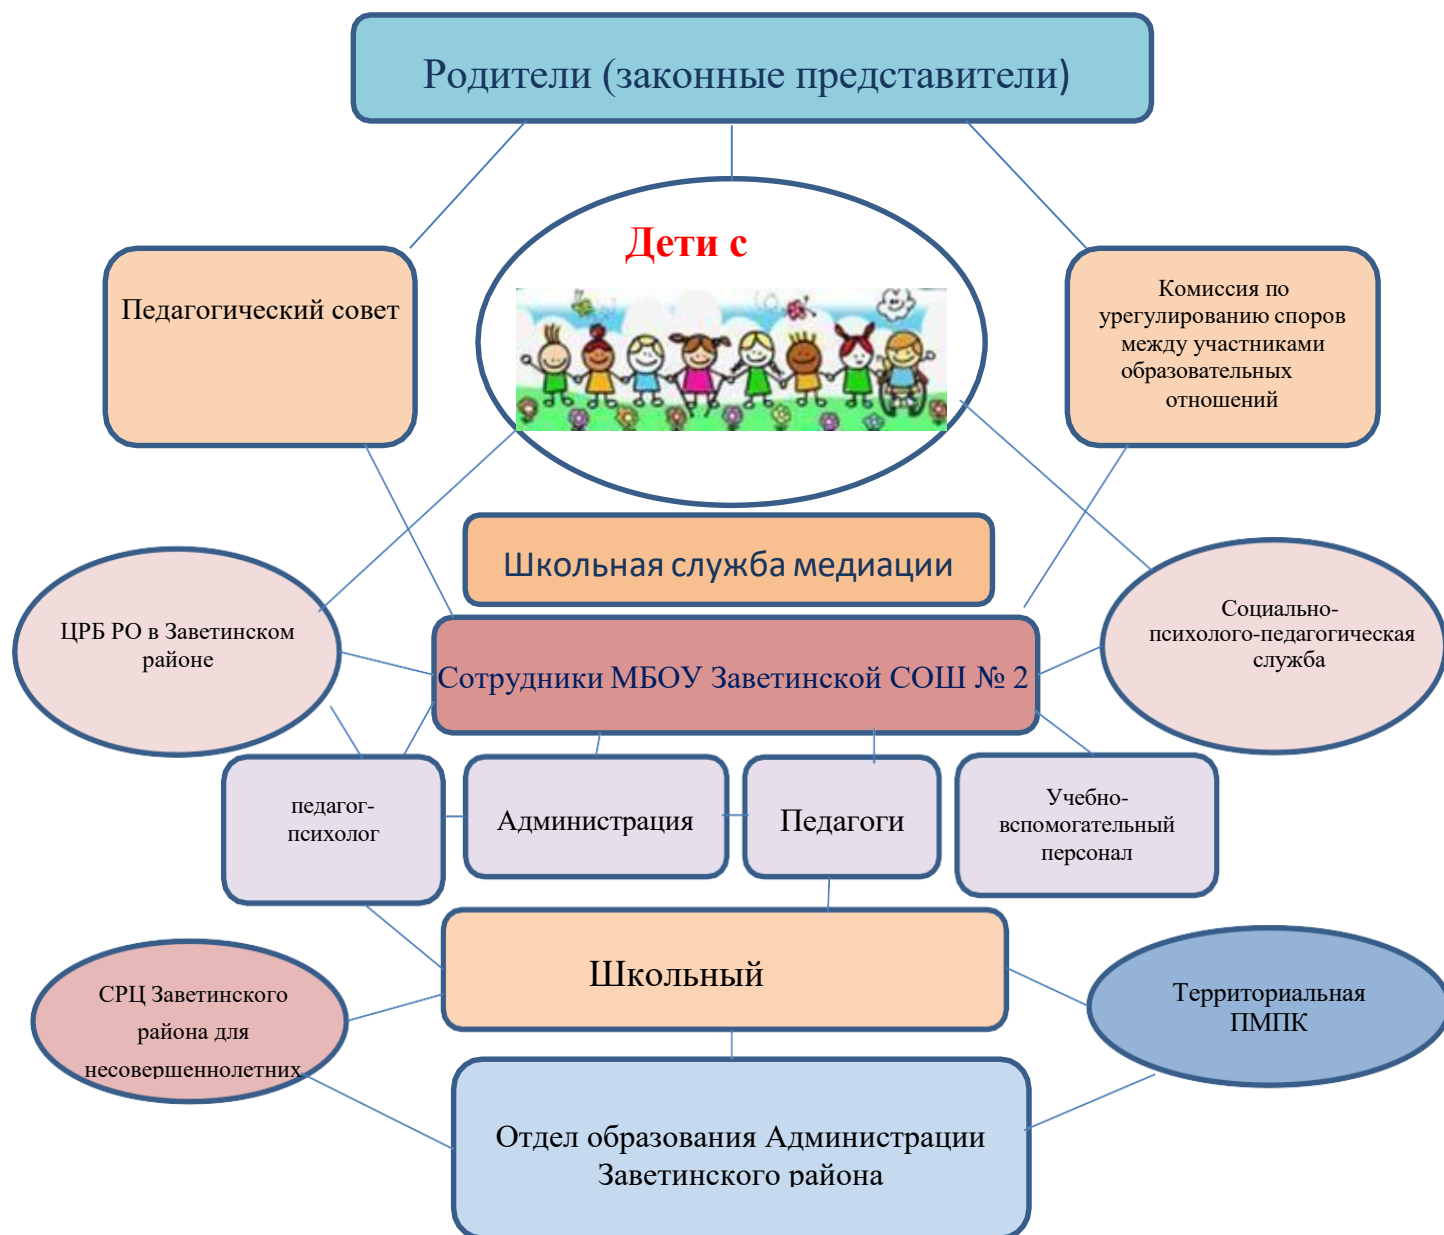 Родители (законные представители)
Дети с
Педагогический совет
Комиссия по
урегулированию споров
между участниками
образовательных
отношений
Школьная служба медиации
ЦРБ РО в Заветинском
районе
Социально-
психолого-педагогическая
служба
Сотрудники МБОУ Заветинской СОШ № 2
педагог-
психолог
Администрация
Педагоги
Учебно-
вспомогательный
персонал
Школьный
СРЦ Заветинского
района для
несовершеннолетних
Территориальная
ПМПК
Отдел образования Администрации
Заветинского района